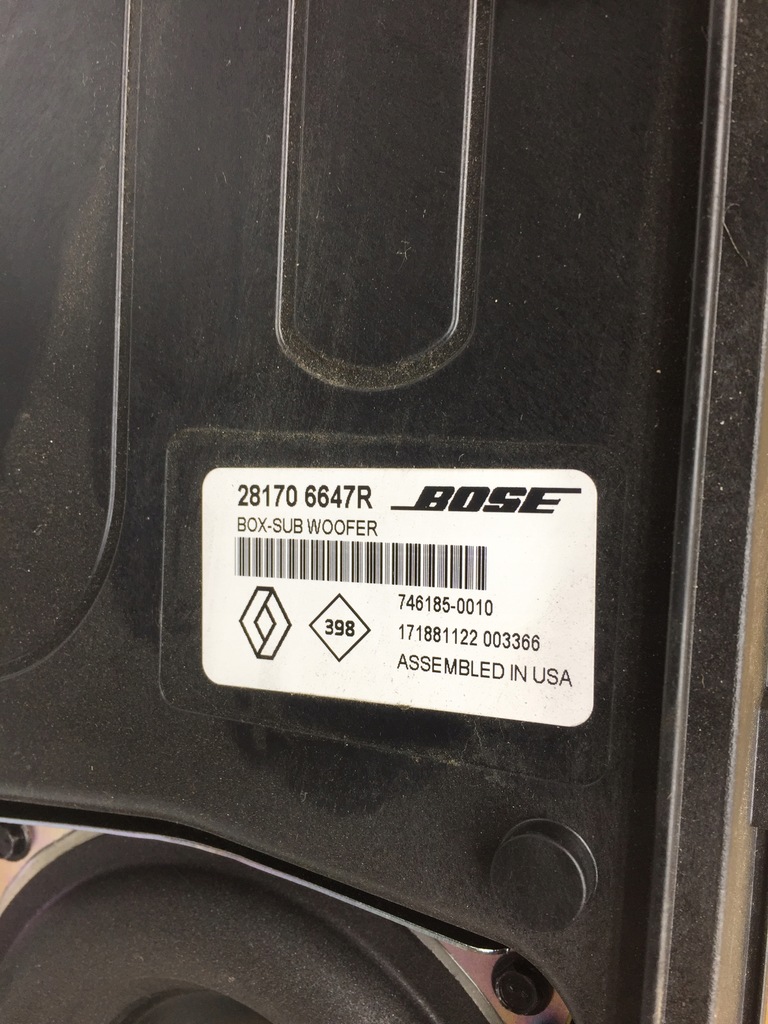 28170 6647R BOSE
BOX-SUB WOOFER
746185-0010
398
171881122 003366
ASSEMBLED IN USA